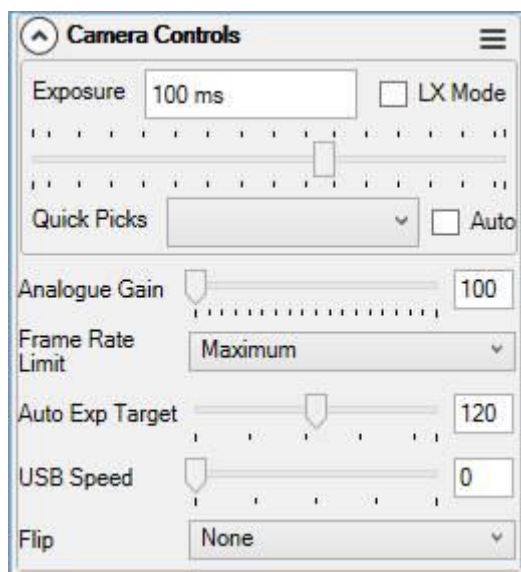 Camera Controls
Exposure 100 ms LX Mode
Quick Picks Auto
Analogue Gain 100
Frame Rate
Limit Maximum
Auto Exp Target 120
USB Speed 0
Flip None